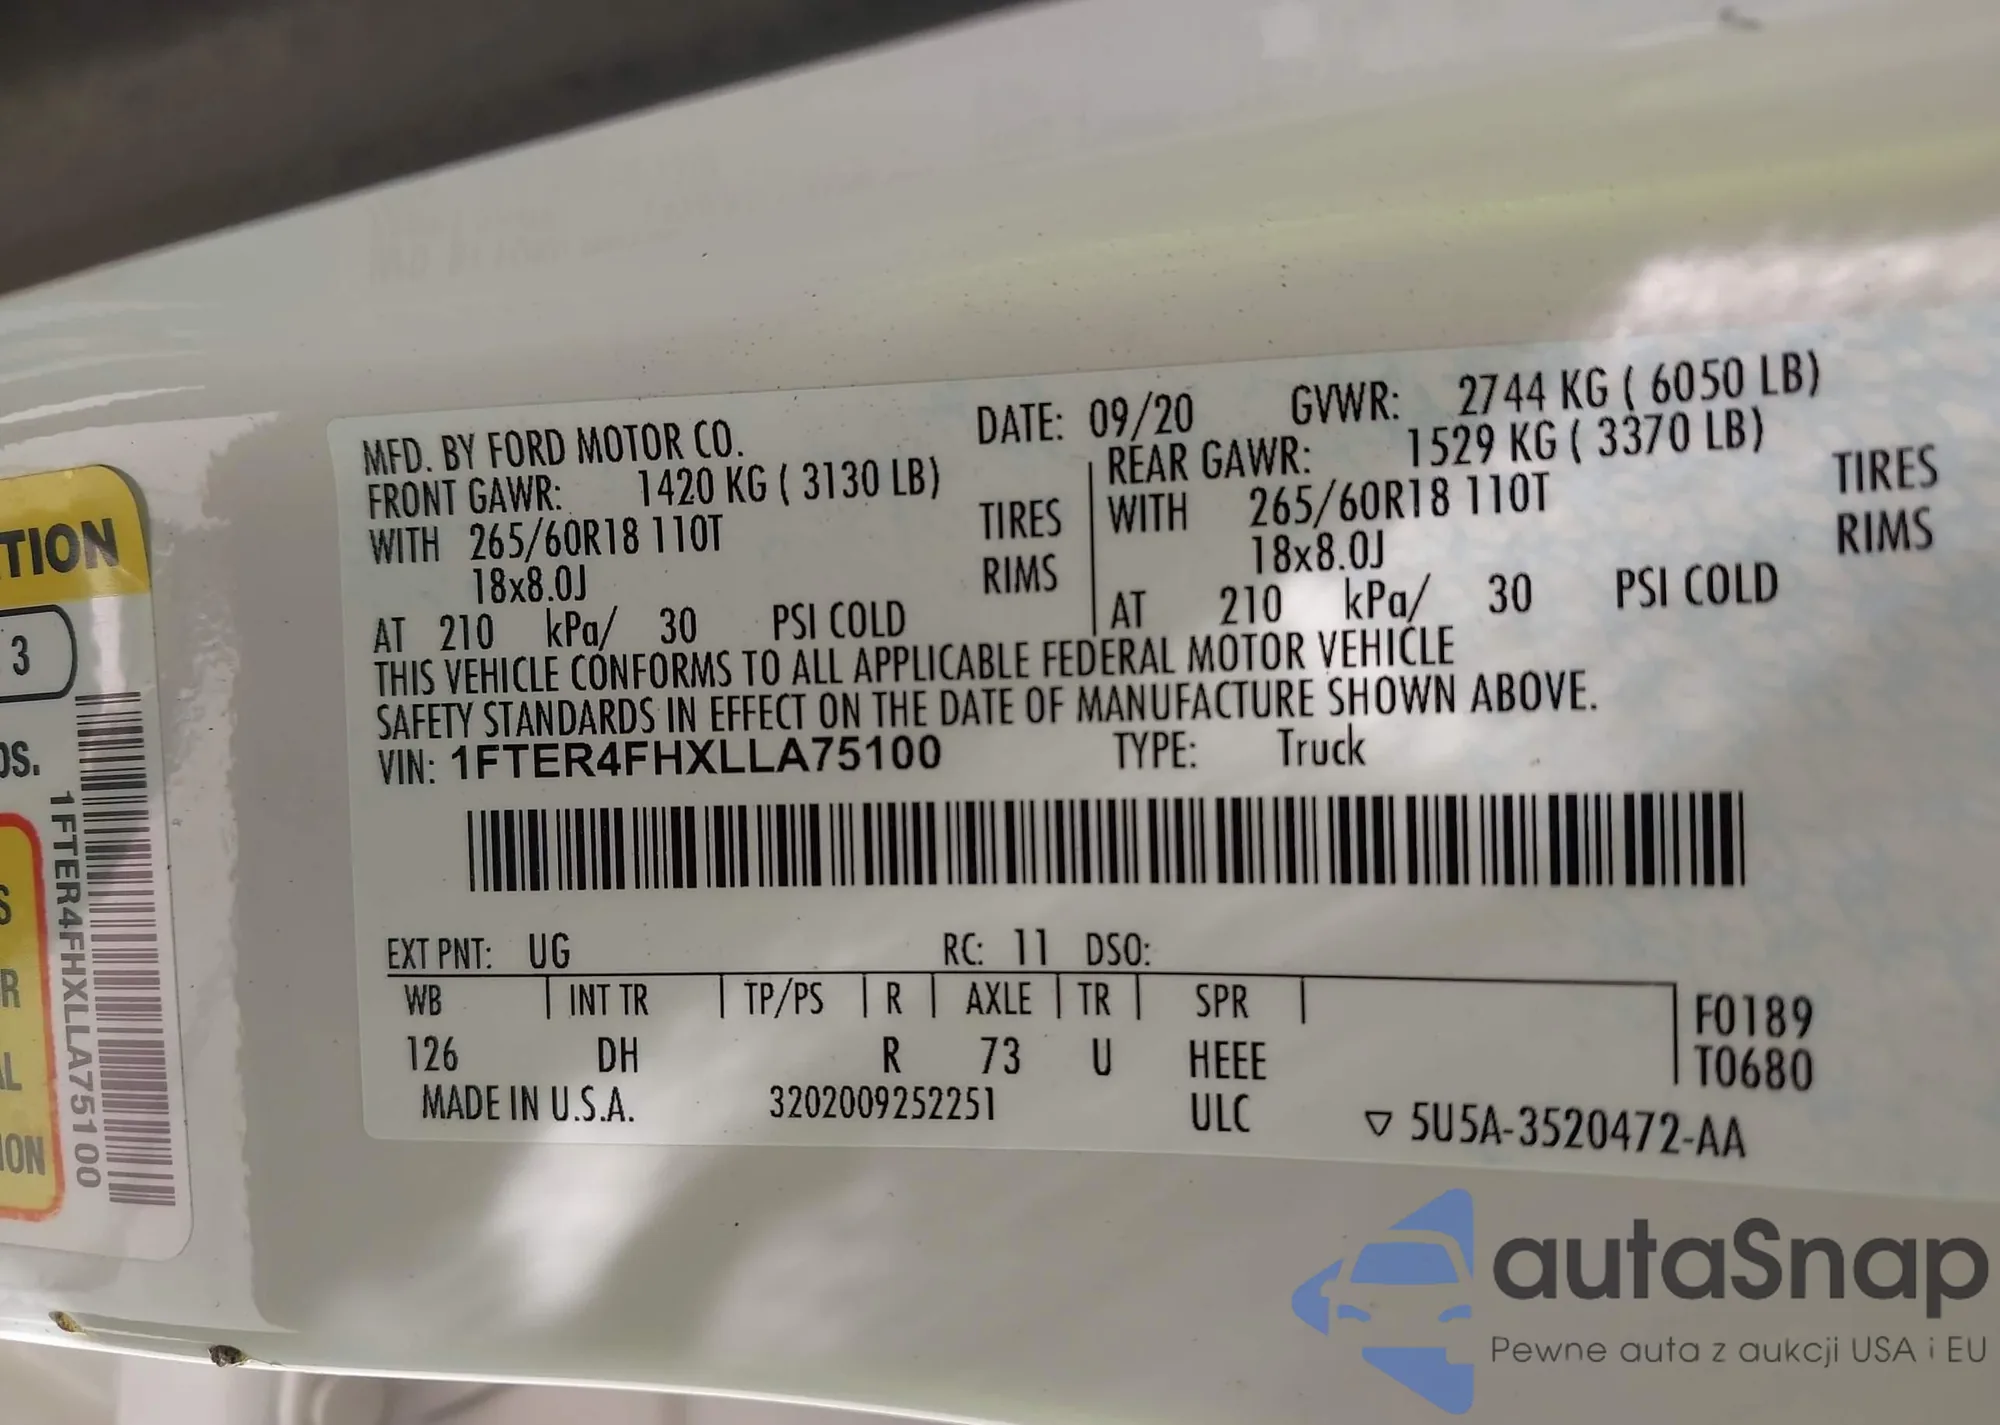 MFD. BY FORD MOTOR CO. DATE: 09/20 GVWR: 2744 KG ( 6050 LB)
FRONT GAWR: 1420 KG ( 3130 LB) REAR GAWR: 1529 KG ( 3370 LB)
WITH 265/60R18 110T TIRES WITH 265/60R18 110T TIRES
18x8.0J RIMS 18x8.0J RIMS
AT 210 kPa/ 30 PSI COLD AT 210 kPa/ 30 PSI COLD
THIS VEHICLE CONFORMS TO ALL APPLICABLE FEDERAL MOTOR VEHICLE
SAFETY STANDARDS IN EFFECT ON THE DATE OF MANUFACTURE SHOWN ABOVE.
VIN: 1FTER4FHXLLA75100 TYPE: Truck
EXT PNT: UG RC: 11 DSO:
WB INT TR TP/PS R AXLE TR SPR F0189
126 DH R 73 U HEEE T0680
MADE IN U.S.A. 3202009252251 ULC ▽ 5U5A-3520472-AA
TION
3
DS.
1FTER4FHXLLA75100
S
R
AL
ION
autaSnap
Pewne auta z aukcji USA i EU